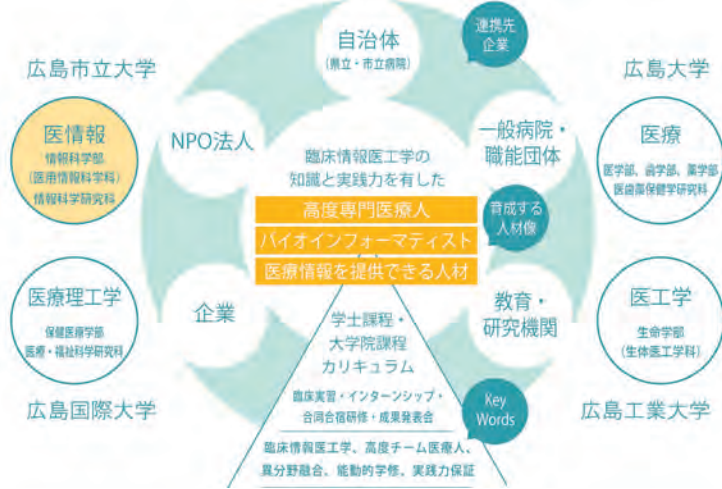 自治体
(県立・市立病院)
連携先
企業
広島市立大学
医情報
情報科学部
(医用情報科学科)
情報科学研究科
NPO法人
臨床情報医工学の
知識と実践力を有した
一般病院・
職能団体
広島大学
医療
医学部、歯学部、薬学部
医歯薬保健学研究科
高度専門医療人
バイオインフォーマティスト
医療情報を提供できる人材
育成する
人材像
医療理工学
保健医療学部
医療・福祉科学研究科
広島国際大学
企業
学士課程・
大学院課程
カリキュラム
臨床実習・インターンシップ・
合同合宿研修・成果発表会
臨床情報医工学、高度チーム医療人、
異分野融合、能動的学修、実践力保証
教育・
研究機関
Key
Words
医工学
生命学部
(生体医工学科)
広島工業大学